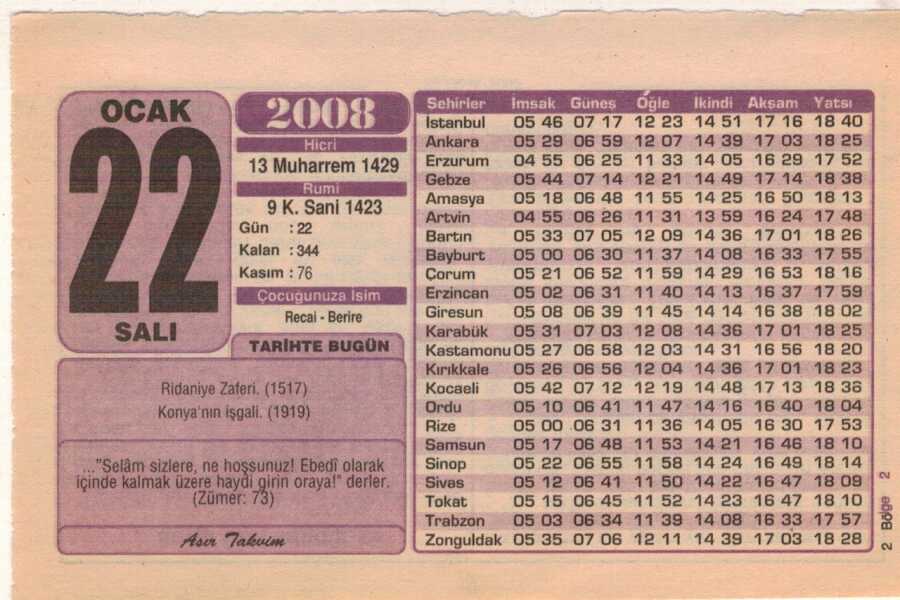 OCAK
22
SALI
2008
Hicri
13 Muharrem 1429
Rumi
9 K. Sani 1423
Gün : 22
Kalan : 344
Kasım : 76
Çocuğunuza İsim
Recai - Berire
TARİHTE BUGÜN
Ridaniye Zaferi. (1517)
Konya'nın işgali. (1919)
..."Selâm sizlere, ne hoşsunuz! Ebedî olarak
içinde kalmak üzere haydi girin oraya!" derler.
(Zümer: 73)
Asır Takvim
Şehirler İmsak Güneş Öğle İkindi Akşam Yatsı
İstanbul 05 46 07 17 12 23 14 51 17 16 18 40
Ankara 05 29 06 59 12 07 14 39 17 03 18 25
Erzurum 04 55 06 25 11 33 14 05 16 29 17 52
Gebze 05 44 07 14 12 21 14 49 17 14 18 38
Amasya 05 18 06 48 11 55 14 25 16 50 18 13
Artvin 04 55 06 26 11 31 13 59 16 24 17 48
Bartın 05 33 07 05 12 09 14 36 17 01 18 26
Bayburt 05 00 06 30 11 37 14 08 16 33 17 55
Çorum 05 21 06 52 11 59 14 29 16 53 18 16
Erzincan 05 02 06 31 11 40 14 13 16 37 17 59
Giresun 05 08 06 39 11 45 14 14 16 38 18 02
Karabük 05 31 07 03 12 08 14 36 17 01 18 25
Kastamonu 05 27 06 58 12 03 14 31 16 56 18 20
Kırıkkale 05 26 06 56 12 04 14 36 17 01 18 23
Kocaeli 05 42 07 12 12 19 14 48 17 13 18 36
Ordu 05 10 06 41 11 47 14 16 16 40 18 04
Rize 05 00 06 31 11 36 14 05 16 30 17 53
Samsun 05 17 06 48 11 53 14 21 16 46 18 10
Sinop 05 22 06 55 11 58 14 24 16 49 18 14
Sivas 05 12 06 41 11 50 14 22 16 47 18 09
Tokat 05 15 06 45 11 52 14 23 16 47 18 10
Trabzon 05 03 06 34 11 39 14 08 16 33 17 57
Zonguldak 05 35 07 06 12 11 14 39 17 03 18 28
2 Bölge 2